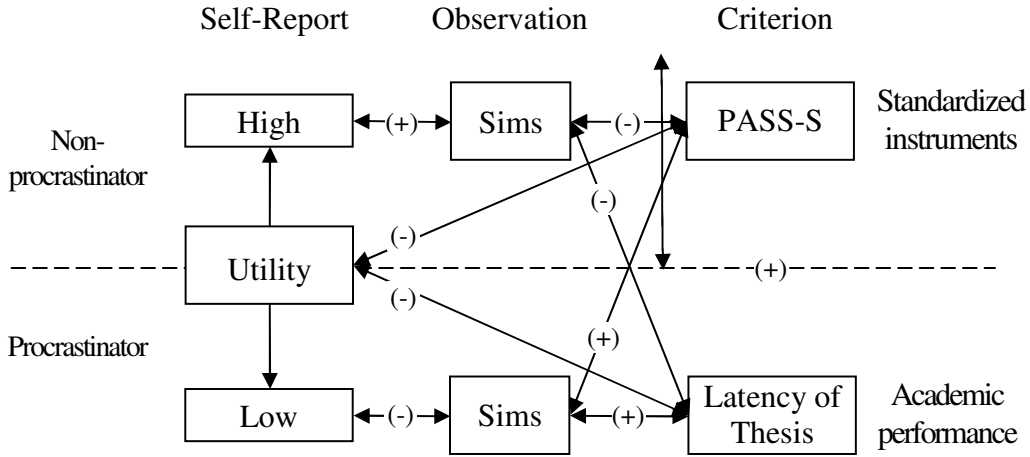 Self-Report Observation Criterion
High (+) Sims (-) PASS-S Standardized
instruments
Non-
procrastinator
(-)
(-)
Utility
(+)
(-)
Procrastinator
(+)
Low (-) Sims (+) Latency of
Thesis
Academic
performance